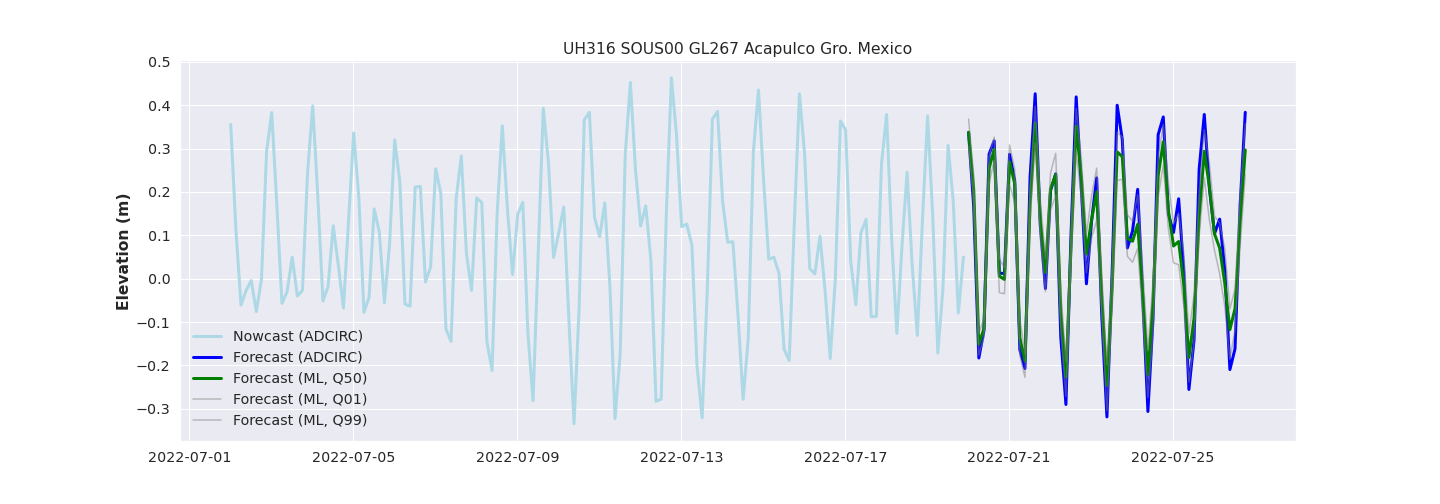 UH316 SOUS00 GL267 Acapulco Gro. Mexico
Elevation (m)
0.5
0.4
0.3
0.2
0.1
0.0
−0.1
−0.2
−0.3
Nowcast (ADCIRC)
Forecast (ADCIRC)
Forecast (ML, Q50)
Forecast (ML, Q01)
Forecast (ML, Q99)
2022-07-01 2022-07-05 2022-07-09 2022-07-13 2022-07-17 2022-07-21 2022-07-25